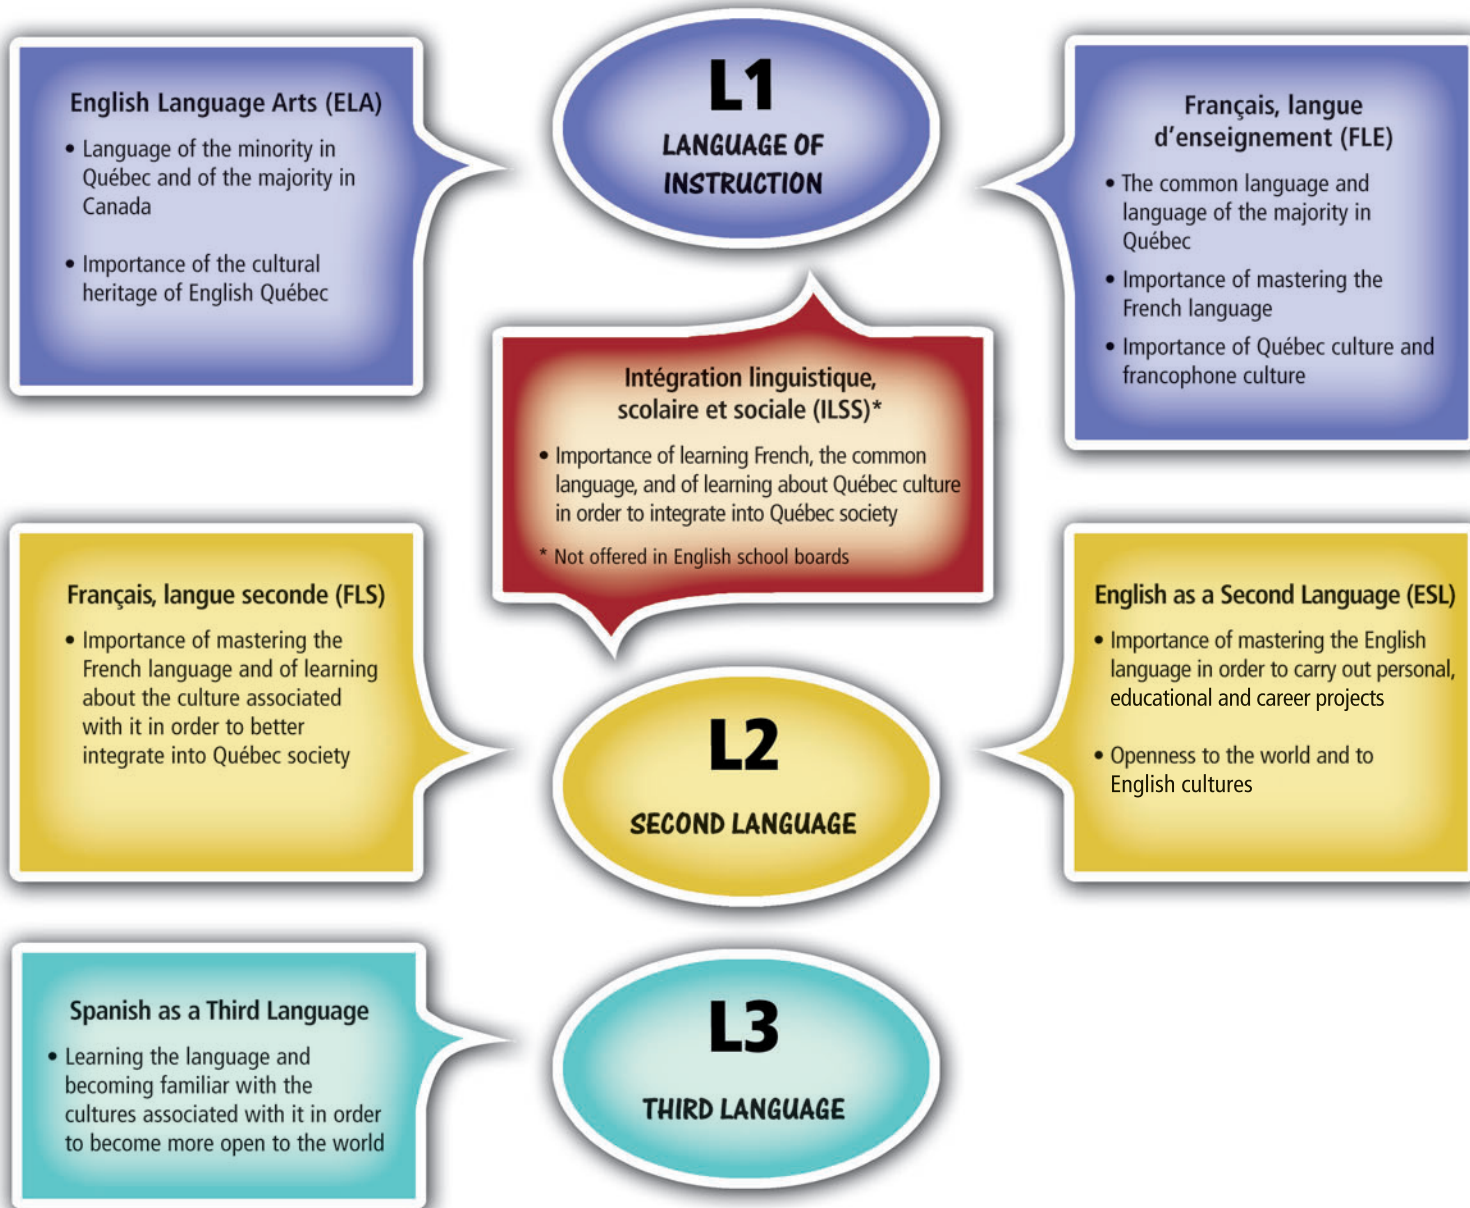 English Language Arts (ELA)
• Language of the minority in
Québec and of the majority in
Canada
• Importance of the cultural
heritage of English Québec
L1
LANGUAGE OF
INSTRUCTION
Français, langue
d’enseignement (FLE)
• The common language and
language of the majority in
Québec
• Importance of mastering the
French language
• Importance of Québec culture and
francophone culture
Intégration linguistique,
scolaire et sociale (ILSS)*
• Importance of learning French, the common
language, and of learning about Québec culture
in order to integrate into Québec society
* Not offered in English school boards
Français, langue seconde (FLS)
• Importance of mastering the
French language and of learning
about the culture associated
with it in order to better
integrate into Québec society
L2
SECOND LANGUAGE
English as a Second Language (ESL)
• Importance of mastering the English
language in order to carry out personal,
educational and career projects
• Openness to the world and to
English cultures
Spanish as a Third Language
• Learning the language and
becoming familiar with the
cultures associated with it in order
to become more open to the world
L3
THIRD LANGUAGE